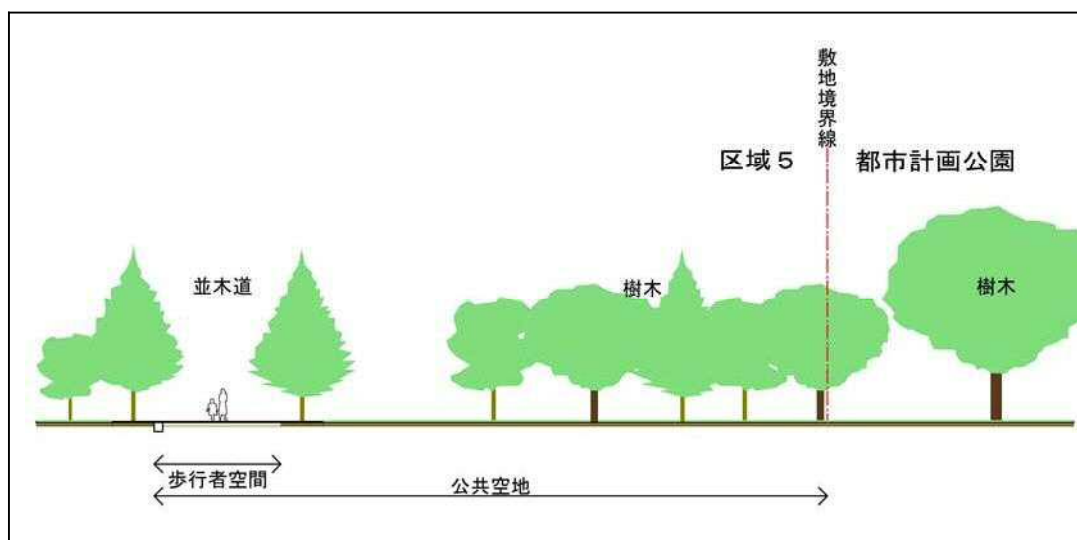 敷地境界線
区域5 都市計画公園
並木道
樹木
樹木
歩行者空間
公共空地